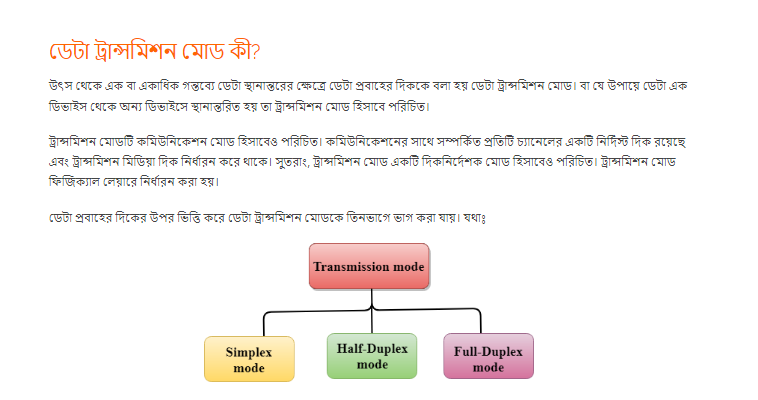 ডেটা ট্রান্সমিশন মোড কী?
উৎস থেকে এক বা একাধিক গন্তব্যে ডেটা স্থানান্তরের ক্ষেত্রে ডেটা প্রবাহের দিককে বলা হয় ডেটা ট্রান্সমিশন মোড। বা যে উপায়ে ডেটা এক
ডিভাইস থেকে অন্য ডিভাইসে স্থানান্তরিত হয় তা ট্রান্সমিশন মোড হিসাবে পরিচিত।
ট্রান্সমিশন মোডটি কমিউনিকেশন মোড হিসাবেও পরিচিত। কমিউনিকেশনের সাথে সম্পর্কিত প্রতিটি চ্যানেলের একটি নির্দিস্ট দিক রয়েছে
এবং ট্রান্সমিশন মিডিয়া দিক নির্ধারন করে থাকে। সুতরাং, ট্রান্সমিশন মোড একটি দিকনির্দেশক মোড হিসাবেও পরিচিত। ট্রান্সমিশন মোড
ফিজিক্যাল লেয়ারে নির্ধারন করা হয়।
ডেটা প্রবাহের দিকের উপর ভিত্তি করে ডেটা ট্রান্সমিশন মোডকে তিনভাগে ভাগ করা যায়। যথাঃ
Transmission mode
Simplex
mode
Half-Duplex
mode
Full-Duplex
mode